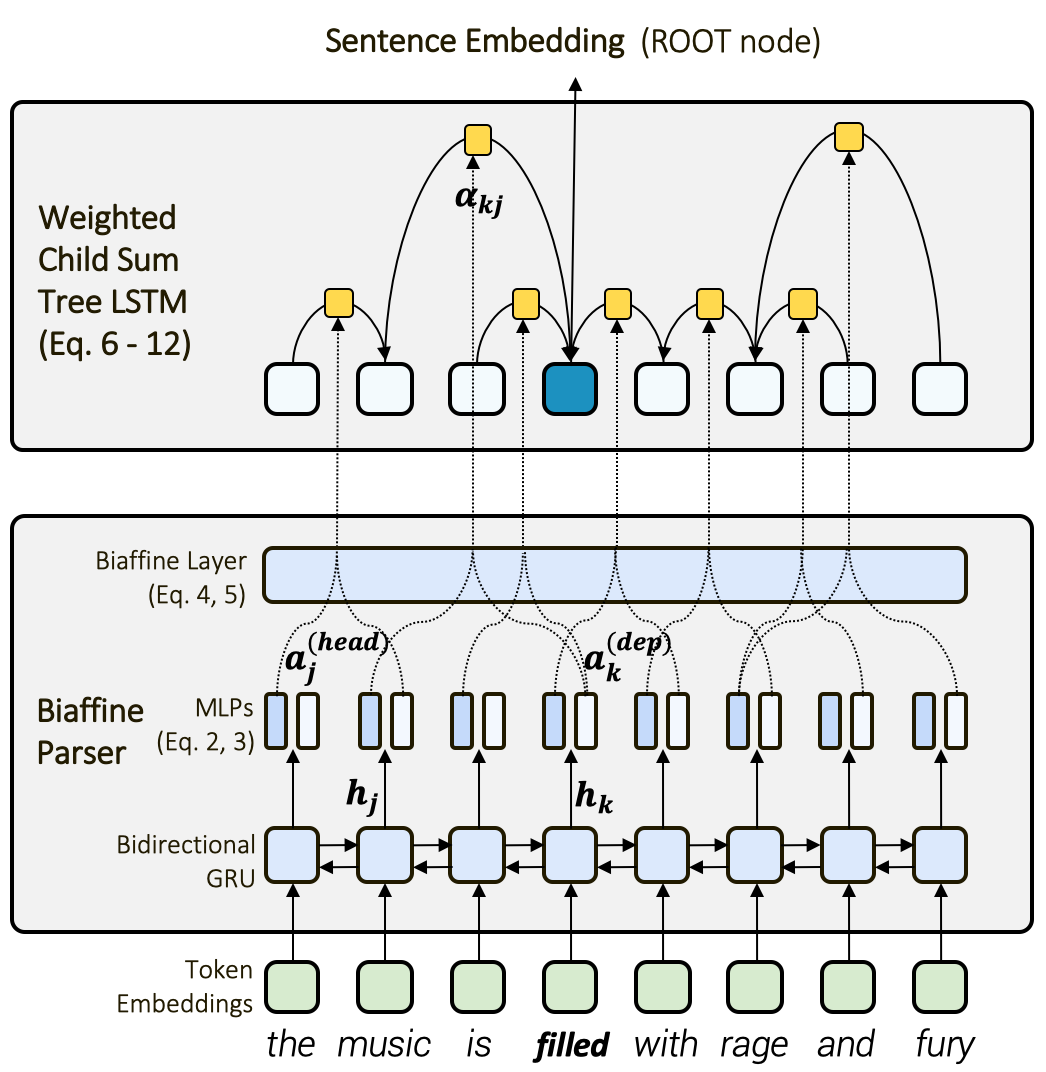 Sentence Embedding (ROOT node)
α_kj
Weighted
Child Sum
Tree LSTM
(Eq. 6 - 12)
Biaffine Layer
(Eq. 4, 5)
a_j^(head)
a_k^(dep)
Biaffine
Parser
MLPs
(Eq. 2, 3)
h_j
h_k
Bidirectional
GRU
Token
Embeddings
the music is filled with rage and fury